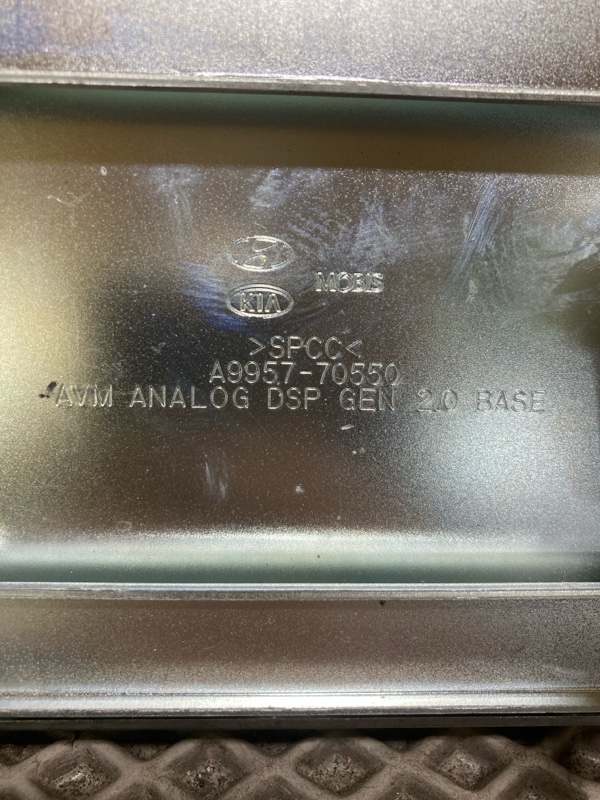 MOBIS
KIA
>SPCC<
A9957-70550
AVM ANALOG DSP GEN 2.0 BASE